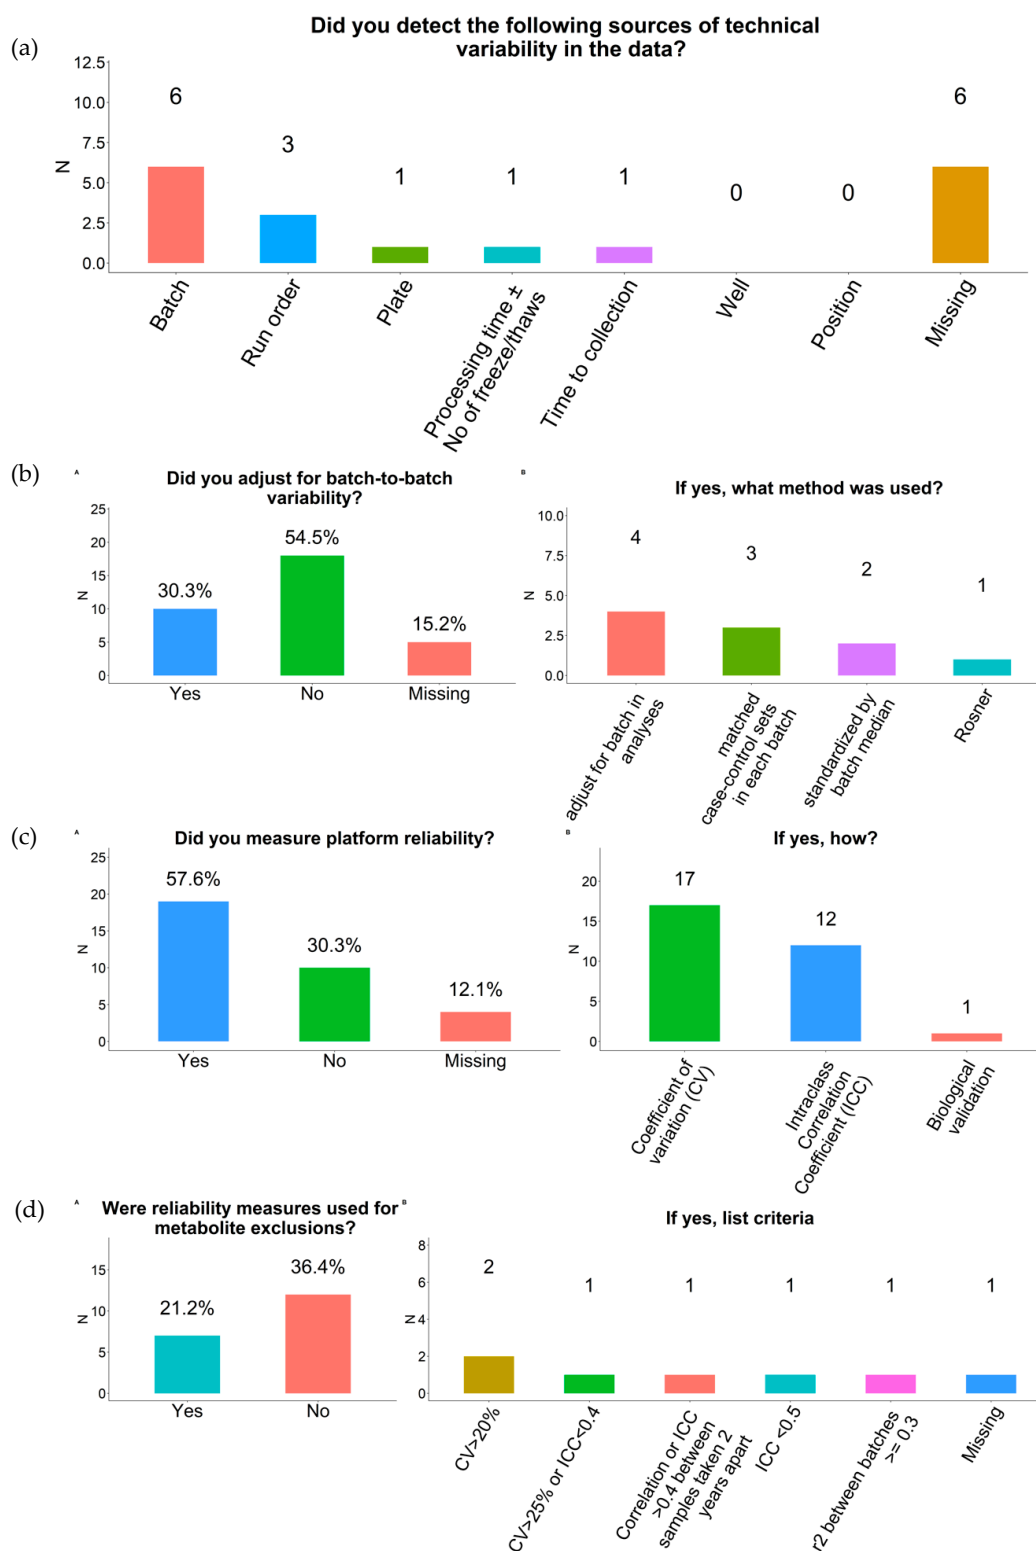 Did you detect the following sources of technical
variability in the data?
(a)
12.5
10.0
7.5
5.0
2.5
0.0
N
6
3
1
1
1
0
0
6
Batch
Run order
Plate
Processing time ±
No of freeze/thaws
Time to collection
Well
Position
Missing
(b)
A
Did you adjust for batch-to-batch
variability?
25
20
15
10
5
0
N
30.3%
54.5%
15.2%
Yes
No
Missing
B
If yes, what method was used?
10.0
7.5
5.0
2.5
0.0
N
4
3
2
1
adjust for batch in
analyses
matched
case-control sets
in each batch
standardized by
batch median
Rosner
(c)
A
Did you measure platform reliability?
25
20
15
10
5
0
N
57.6%
30.3%
12.1%
Yes
No
Missing
B
If yes, how?
20
15
10
5
0
N
17
12
1
Coefficient of
variation (CV)
Intraclass
Correlation
Coefficient (ICC)
Biological
validation
(d)
A
Were reliability measures used for
metabolite exclusions?
15
10
5
0
N
21.2%
36.4%
Yes
No
B
If yes, list criteria
8
6
4
2
0
N
2
1
1
1
1
1
CV>20%
CV>25% or ICC<0.4
Correlation or ICC
>0.4 between
samples taken 2
years apart
ICC <0.5
r2 between batches
>= 0.3
Missing